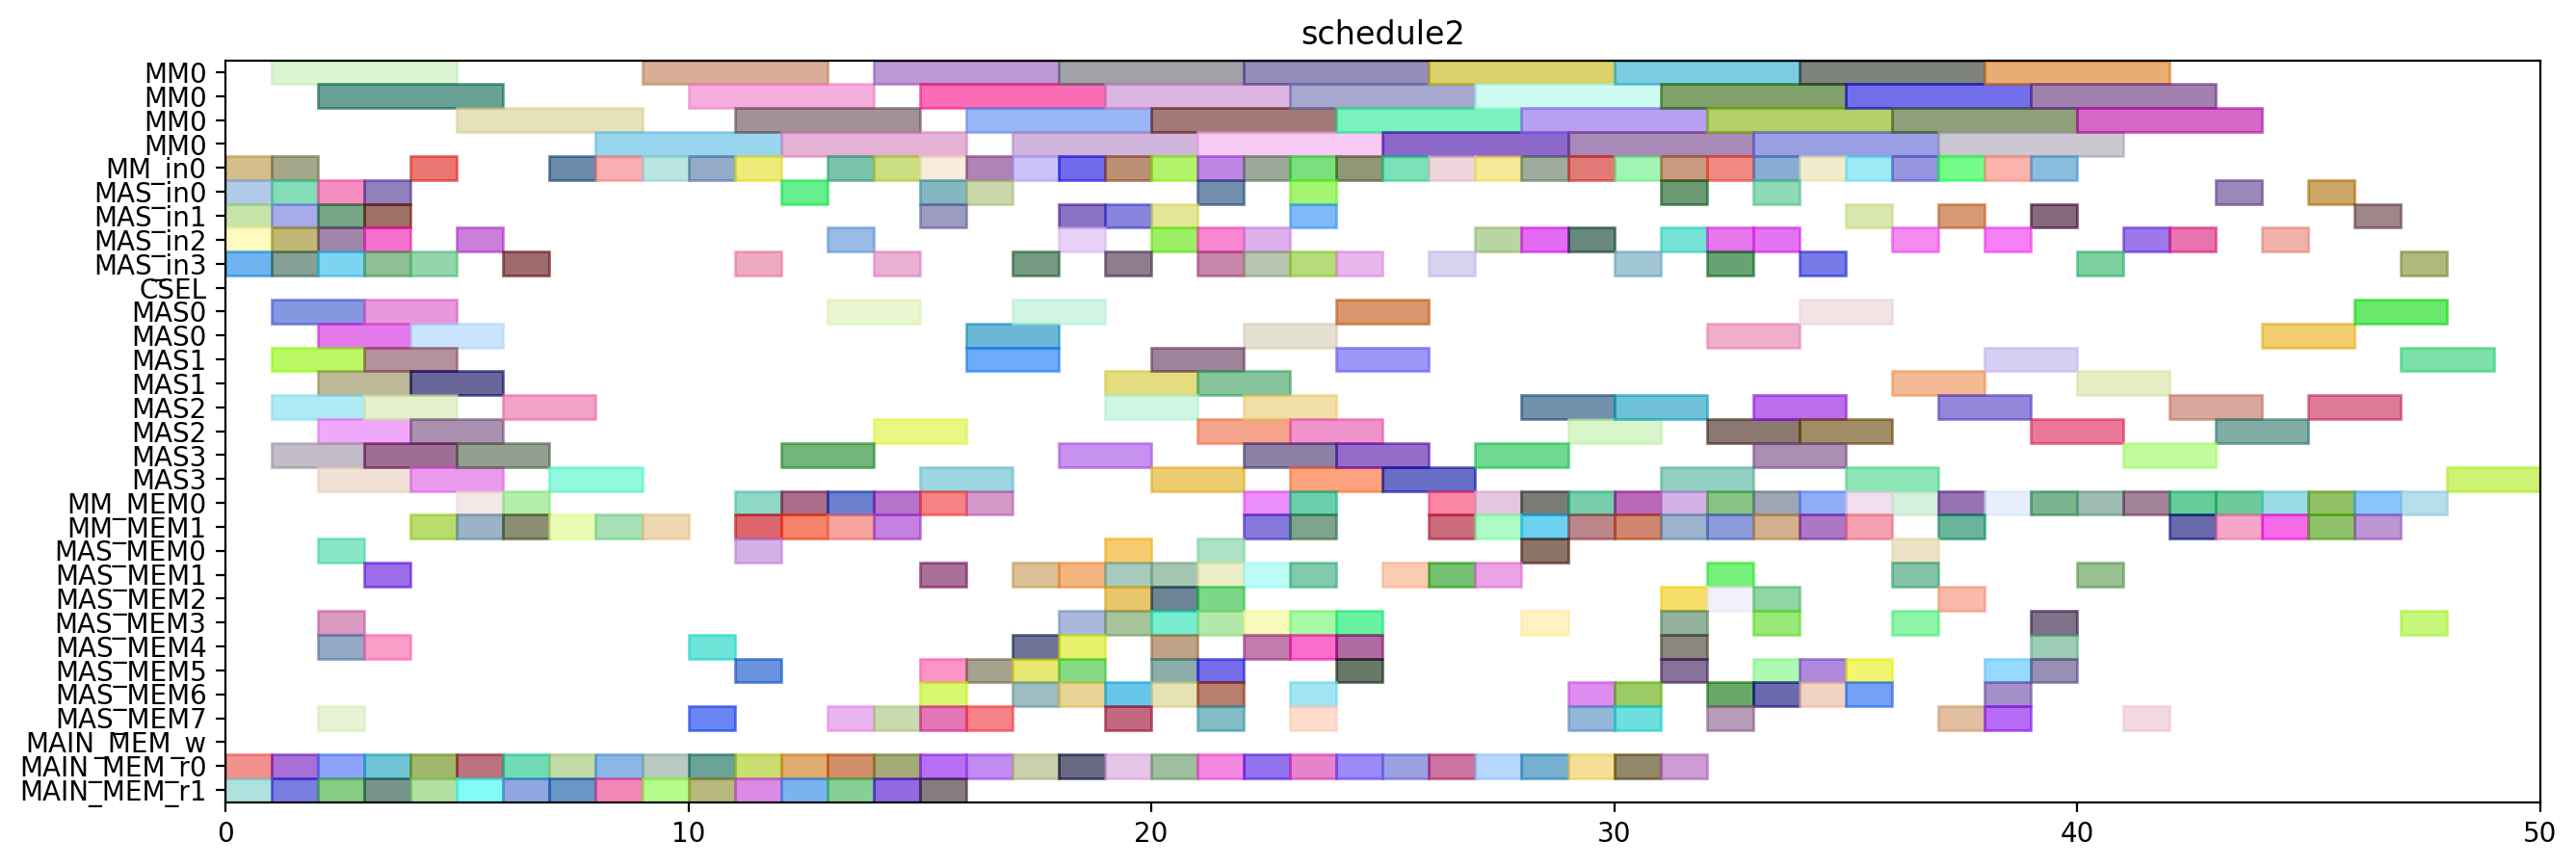 schedule2
MM0
MM0
MM0
MM0
MM_in0
MAS_in0
MAS_in1
MAS_in2
MAS_in3
CSEL
MAS0
MAS0
MAS1
MAS1
MAS2
MAS2
MAS3
MAS3
MM_MEM0
MM_MEM1
MAS_MEM0
MAS_MEM1
MAS_MEM2
MAS_MEM3
MAS_MEM4
MAS_MEM5
MAS_MEM6
MAS_MEM7
MAIN_MEM_w
MAIN_MEM_r0
MAIN_MEM_r1
0 10 20 30 40 50